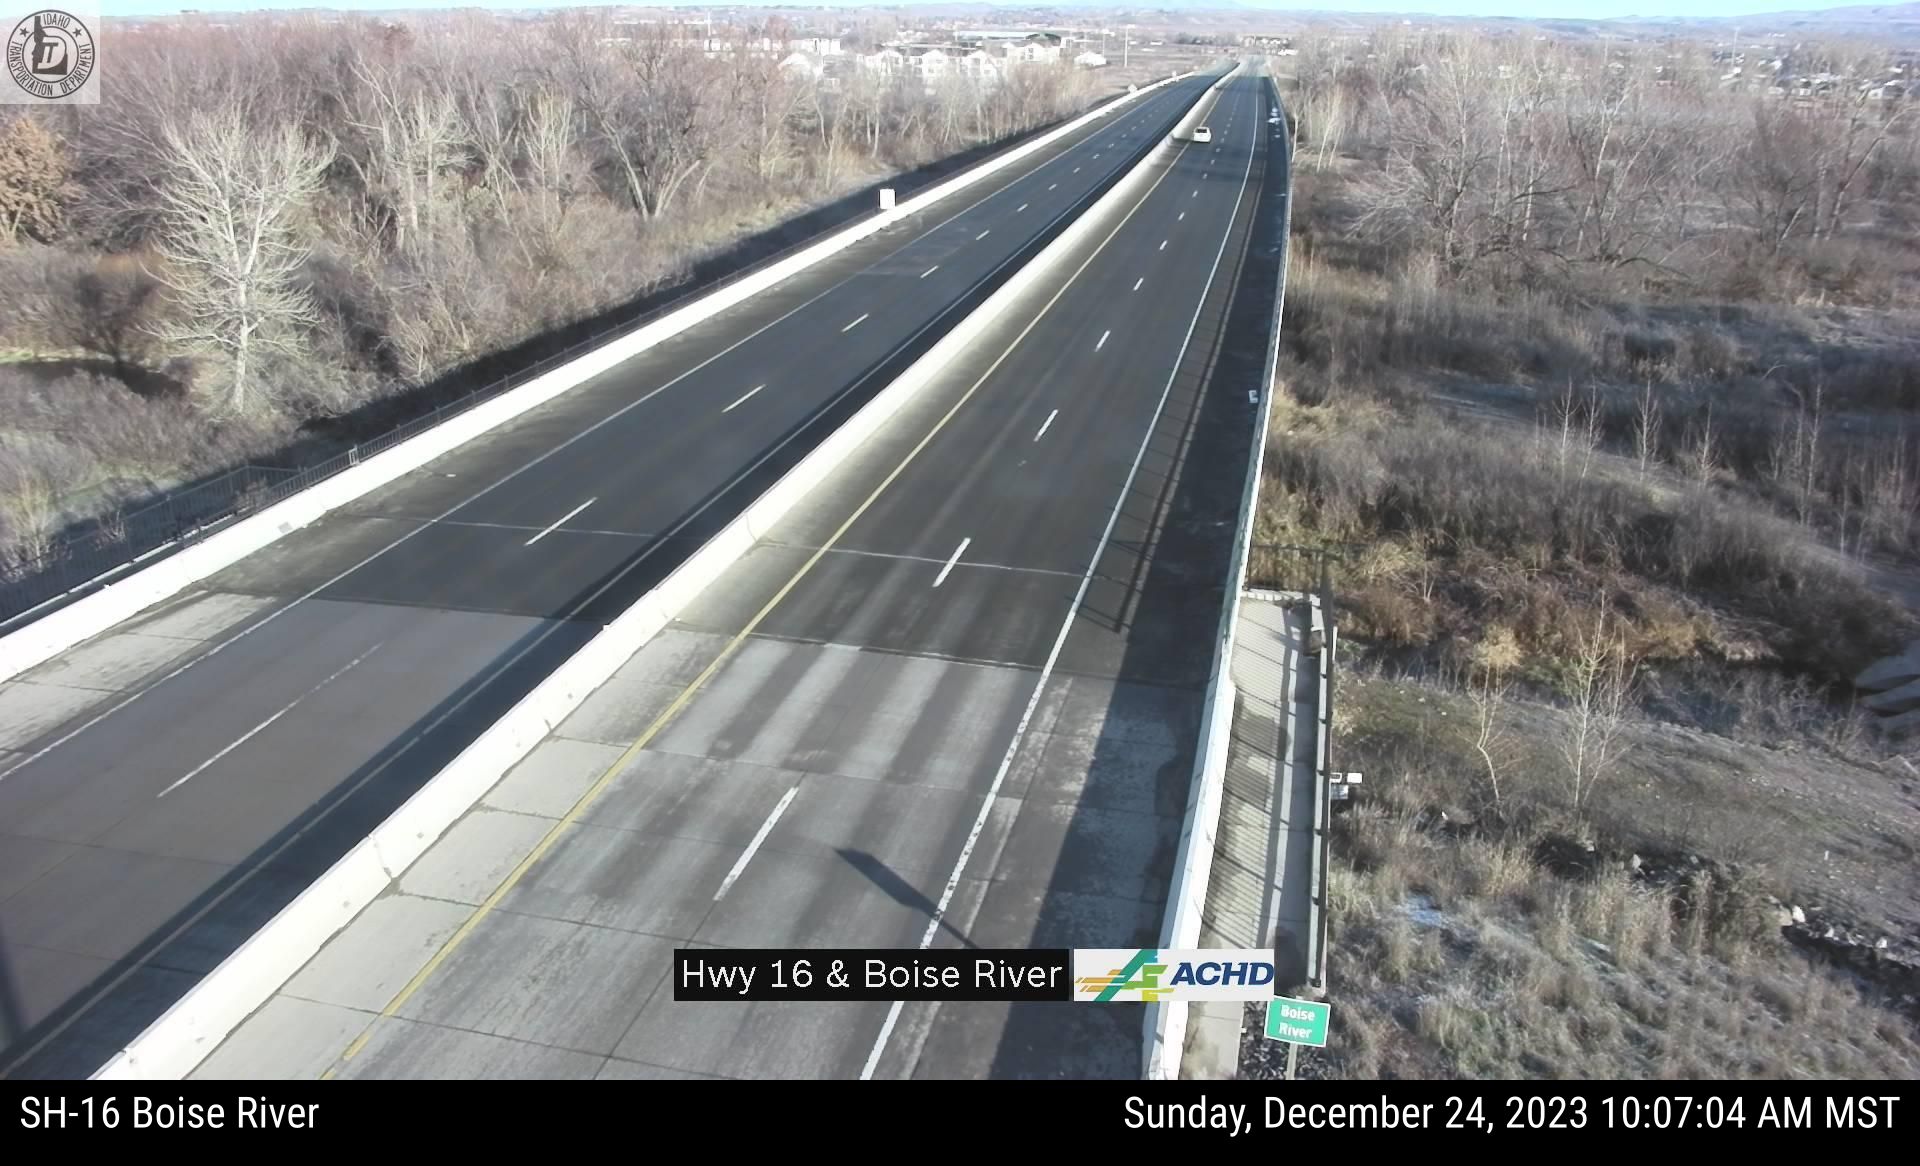 IDAHO
TRANSPORTATION DEPARTMENT
Hwy 16 & Boise River
ACHD
Boise
River
SH-16 Boise River
Sunday, December 24, 2023 10:07:04 AM MST